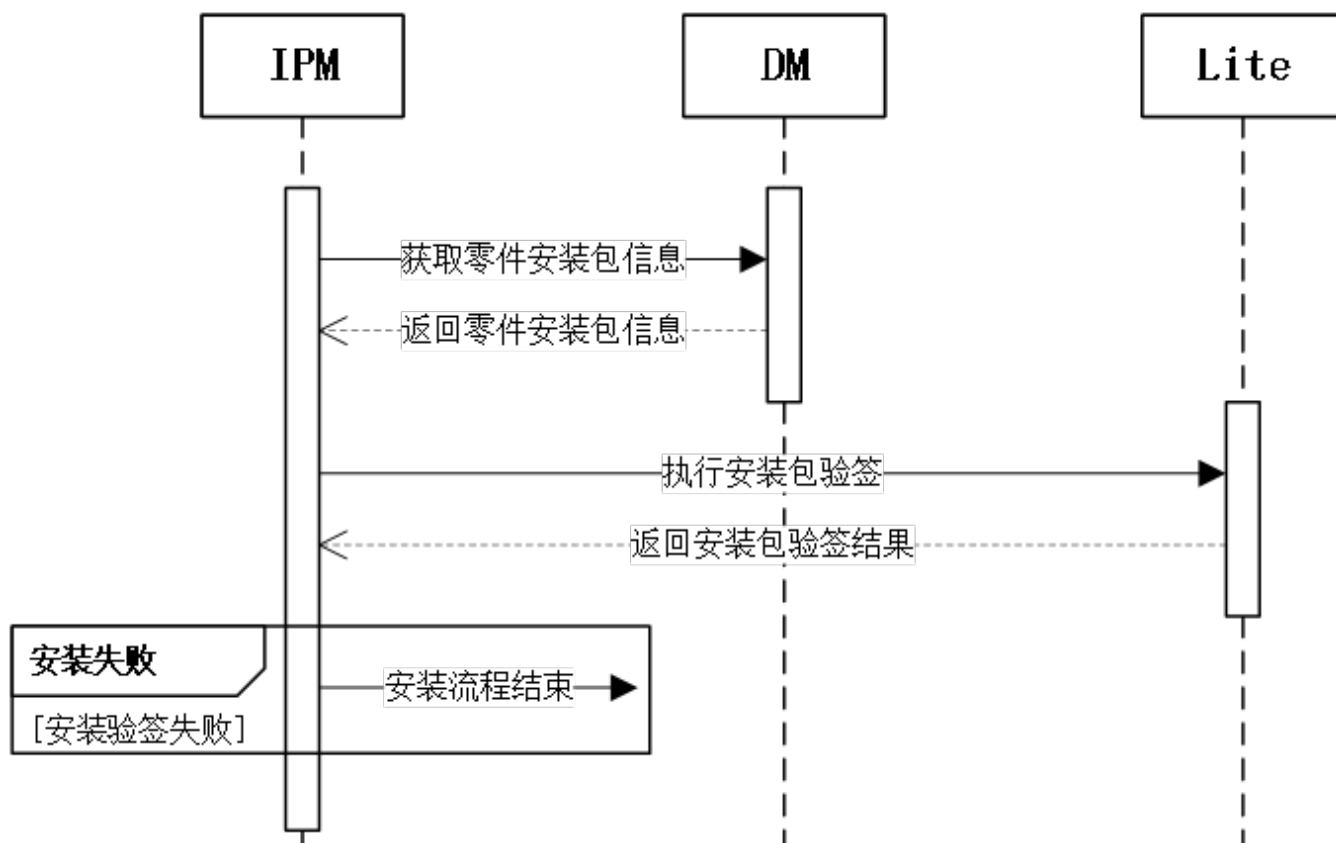 IPM
DM
Lite
获取零件安装包信息
返回零件安装包信息
执行安装包验签
返回安装包验签结果
安装失败
安装流程结束
[安装验签失败]